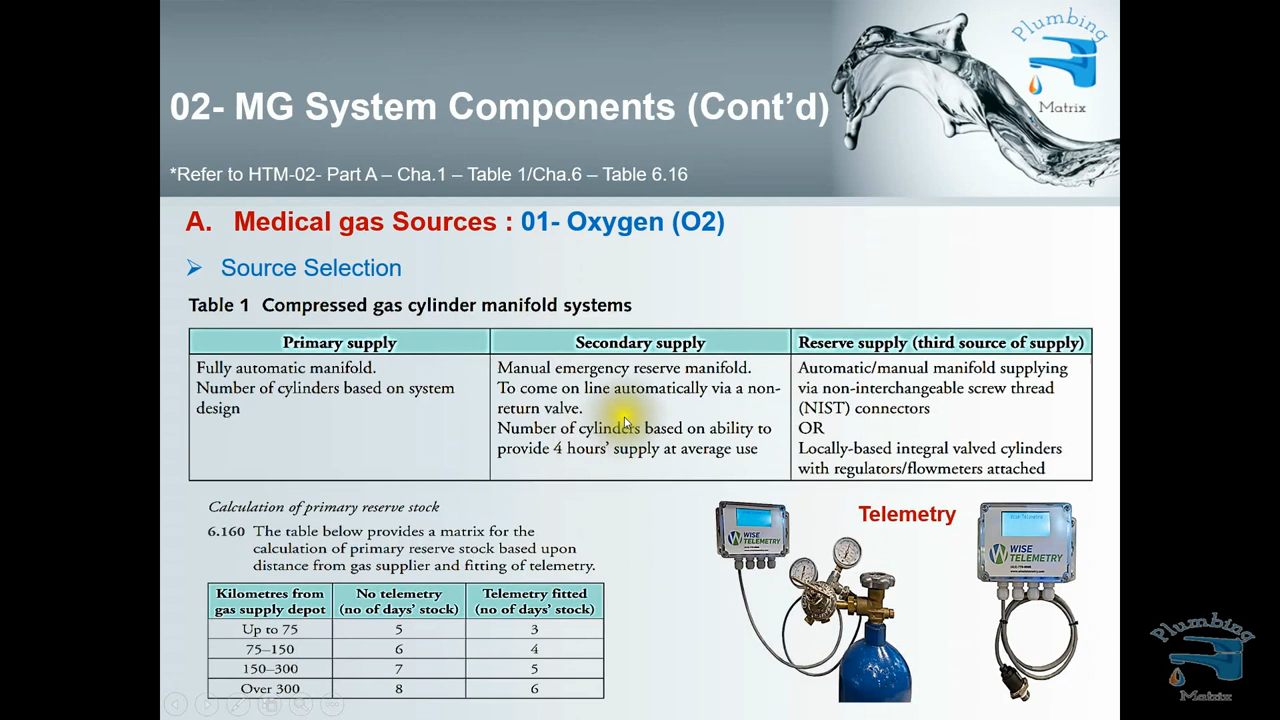 Plumbing
Matrix
02- MG System Components (Cont'd)
*Refer to HTM-02- Part A – Cha.1 – Table 1/Cha.6 – Table 6.16
A. Medical gas Sources : 01- Oxygen (O2)
Source Selection
Table 1 Compressed gas cylinder manifold systems
Primary supply
Secondary supply
Reserve supply (third source of supply)
Fully automatic manifold.
Number of cylinders based on system
design
Manual emergency reserve manifold.
To come on line automatically via a non-
return valve.
Number of cylinders based on ability to
provide 4 hours' supply at average use
Automatic/manual manifold supplying
via non-interchangeable screw thread
(NIST) connectors
OR
Locally-based integral valved cylinders
with regulators/flowmeters attached
Calculation of primary reserve stock
6.160 The table below provides a matrix for the
calculation of primary reserve stock based upon
distance from gas supplier and fitting of telemetry.
Kilometres from
gas supply depot
No telemetry
(no of days' stock)
Telemetry fitted
(no of days' stock)
Up to 75 5 3
75–150 6 4
150–300 7 5
Over 300 8 6
Telemetry
WISE
TELEMETRY
WISE
TELEMETRY
Plumbing
Matrix